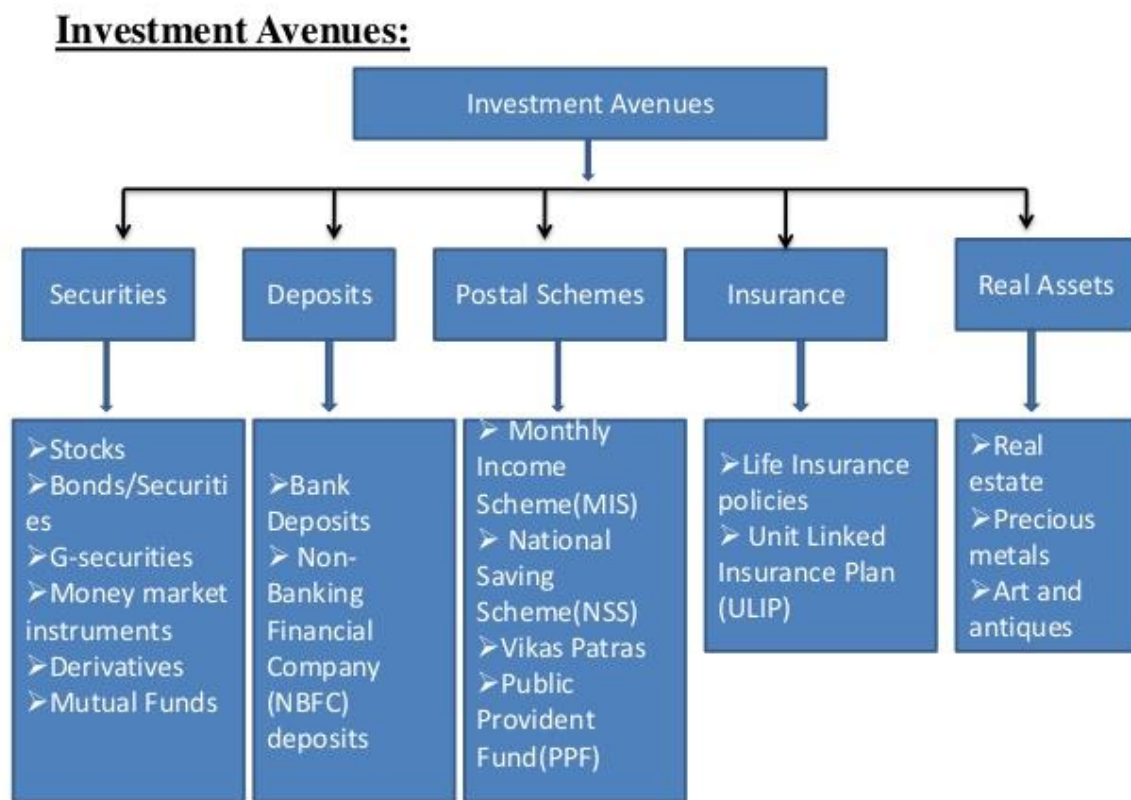 Investment Avenues:
Investment Avenues
Securities
Deposits
Postal Schemes
Insurance
Real Assets
➢Stocks
➢Bonds/Securiti
es
➢G-securities
➢Money market
instruments
➢Derivatives
➢Mutual Funds
➢Bank
Deposits
➢ Non-
Banking
Financial
Company
(NBFC)
deposits
➢ Monthly
Income
Scheme(MIS)
➢ National
Saving
Scheme(NSS)
➢Vikas Patras
➢Public
Provident
Fund(PPF)
➢Life Insurance
policies
➢ Unit Linked
Insurance Plan
(ULIP)
➢Real
estate
➢Precious
metals
➢Art and
antiques